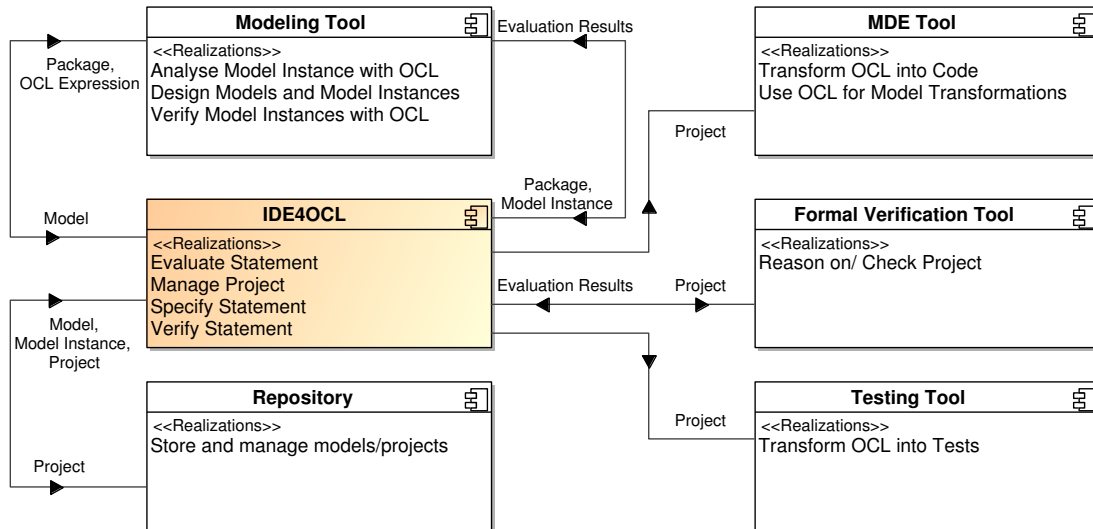 Modeling Tool
<<Realizations>>
Analyse Model Instance with OCL
Design Models and Model Instances
Verify Model Instances with OCL
Package,
OCL Expression
Evaluation Results
MDE Tool
<<Realizations>>
Transform OCL into Code
Use OCL for Model Transformations
Project
Package,
Model Instance
Model
IDE4OCL
<<Realizations>>
Evaluate Statement
Manage Project
Specify Statement
Verify Statement
Formal Verification Tool
<<Realizations>>
Reason on/ Check Project
Evaluation Results
Project
Model,
Model Instance,
Project
Repository
<<Realizations>>
Store and manage models/projects
Project
Testing Tool
<<Realizations>>
Transform OCL into Tests
Project